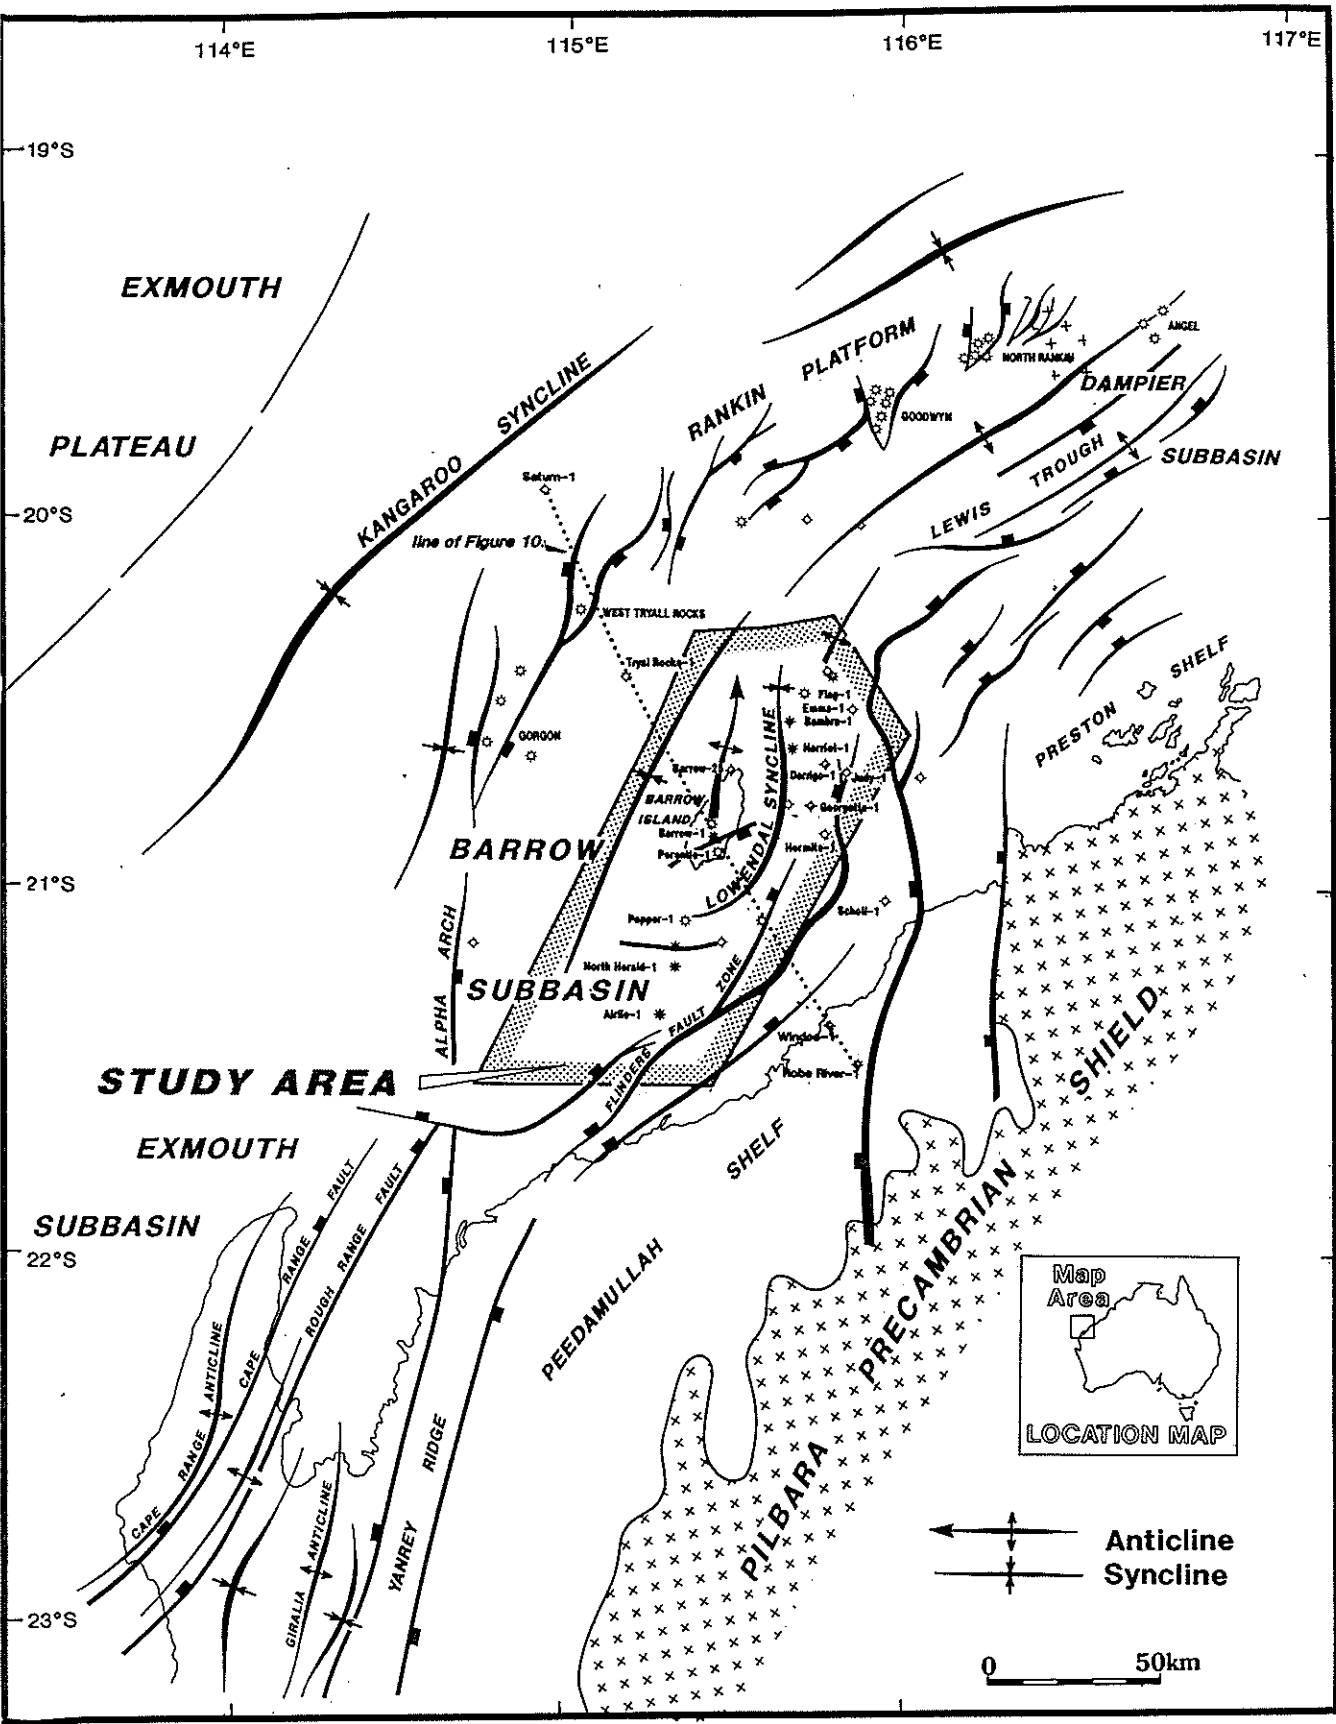 114°E
115°E
116°E
117°E
19°S
EXMOUTH
PLATEAU
KANGAROO SYNCLINE
RANKIN PLATFORM
ANGEL
NORTH RANKIN
DAMPIER
GOODWYN
SUBBASIN
LEWIS TROUGH
20°S
Saturn-1
line of Figure 10
WEST TRYALL ROCKS
Tryal Rocks-1
GORGON
PRESTON SHELF
Flag-1
Emma-1
Bambra-1
Harriet-1
Barrow-25
Dorrigo-1
Judy-1
BARROW
ISLAND
Georgette-1
Barrow-1
Perentie-1
Hermite-1
LOWENDAL SYNCLINE
BARROW
SUBBASIN
21°S
Pepper-1
Scholl-1
ALPHA ARCH
North Herald-1
Airlie-1
FLINDERS FAULT ZONE
Windoo-1
Robe River-1
STUDY AREA
EXMOUTH
SUBBASIN
SHELF
PEEDAMULLAH
PILBARA PRECAMBRIAN SHIELD
22°S
CAPE RANGE FAULT
ROUGH RANGE FAULT
CAPE RANGE ANTICLINE
GIRALIA ANTICLINE
YANREY RIDGE
23°S
Map
Area
LOCATION MAP
Anticline
Syncline
0 50km